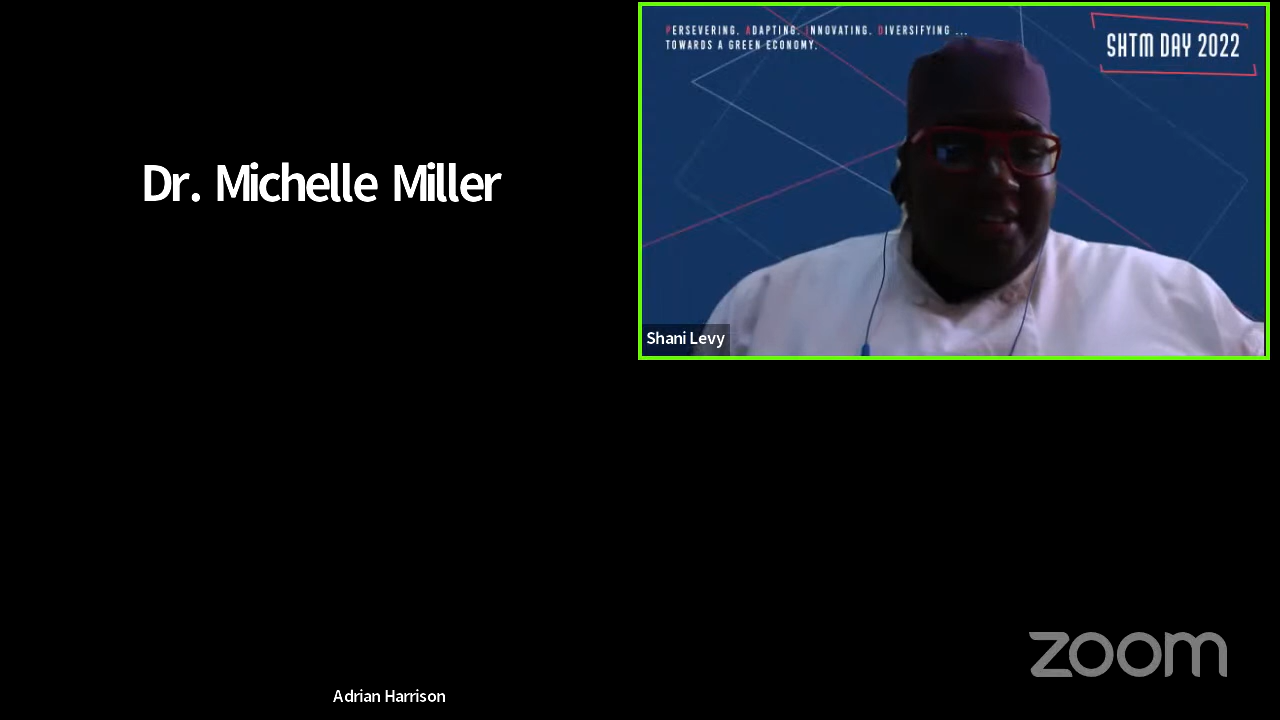 PERSEVERING. ADAPTING. INNOVATING. DIVERSIFYING ...
TOWARDS A GREEN ECONOMY.
SHTM DAY 2022
Dr. Michelle Miller
Shani Levy
zoom
Adrian Harrison